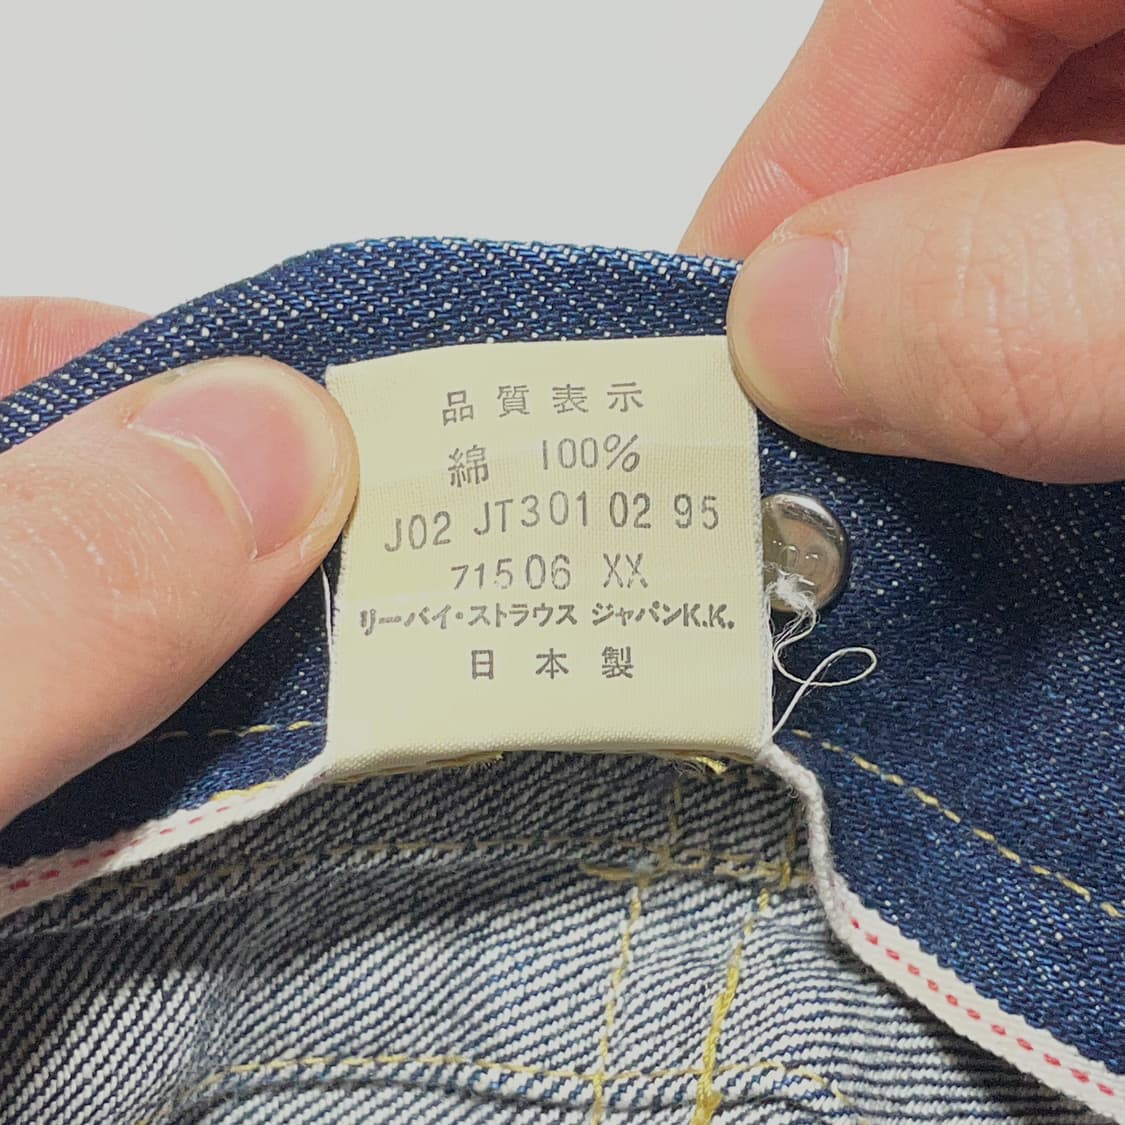 品質表示
綿 100%
J02 JT301 02 95
71506 XX
リーバイ・ストラウス ジャパンK.K.
日本製